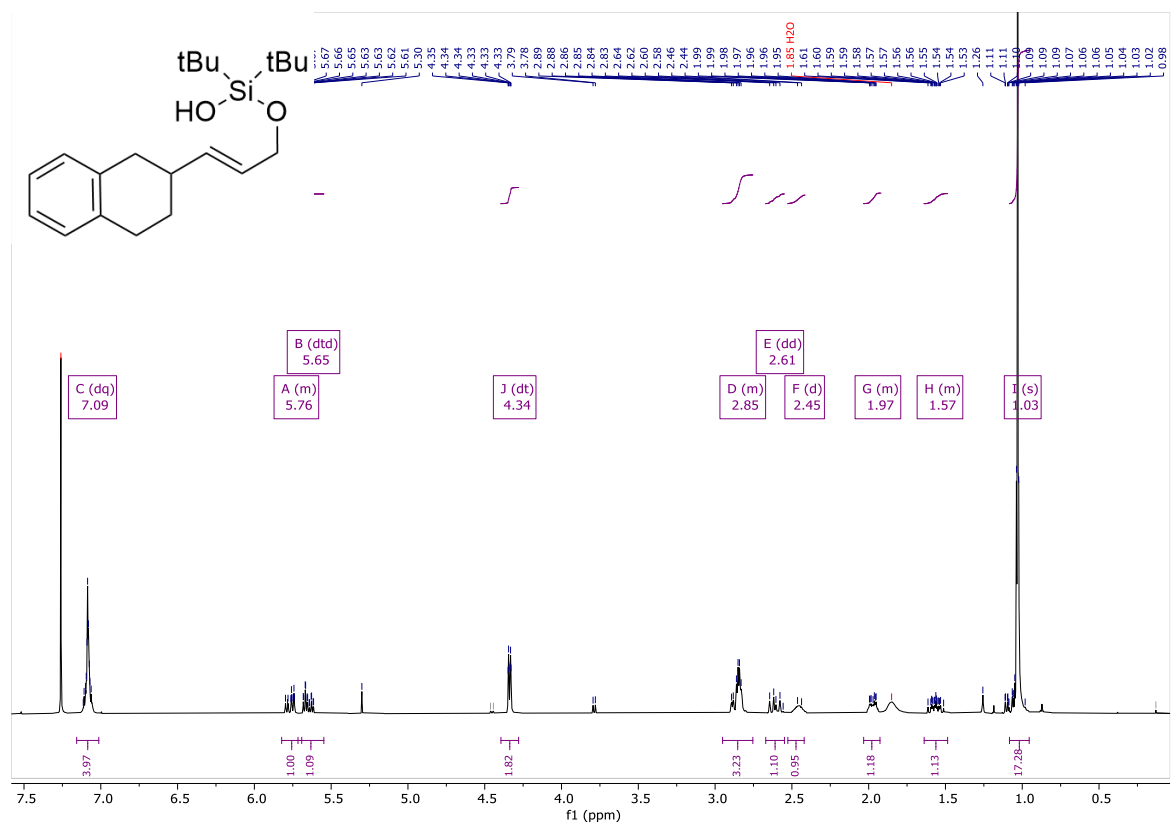 tBu tBu
Si
HO O
5.67 5.66 5.65 5.63 5.63 5.62 5.61 5.30 4.35 4.34 4.34 4.33 4.33 3.79 3.78 2.89 2.88 2.86 2.85 2.84 2.83 2.64 2.62 2.60 2.58 2.46 2.44 1.99 1.99 1.98 1.97 1.96 1.96 1.95 1.85 H2O 1.61 1.60 1.59 1.59 1.58 1.57 1.57 1.56 1.56 1.55 1.54 1.54 1.53 1.26 1.11 1.11 1.10 1.09 1.09 1.09 1.07 1.06 1.06 1.05 1.04 1.03 1.02 0.98
B (dtd) E (dd)
5.65 2.61
C (dq) A (m) J (dt) D (m) F (d) G (m) H (m) I (s)
7.09 5.76 4.34 2.85 2.45 1.97 1.57 1.03
3.97 1.00 1.09 1.82 3.23 1.10 0.95 1.18 1.13 17.28
7.5 7.0 6.5 6.0 5.5 5.0 4.5 4.0 3.5 3.0 2.5 2.0 1.5 1.0 0.5
f1 (ppm)